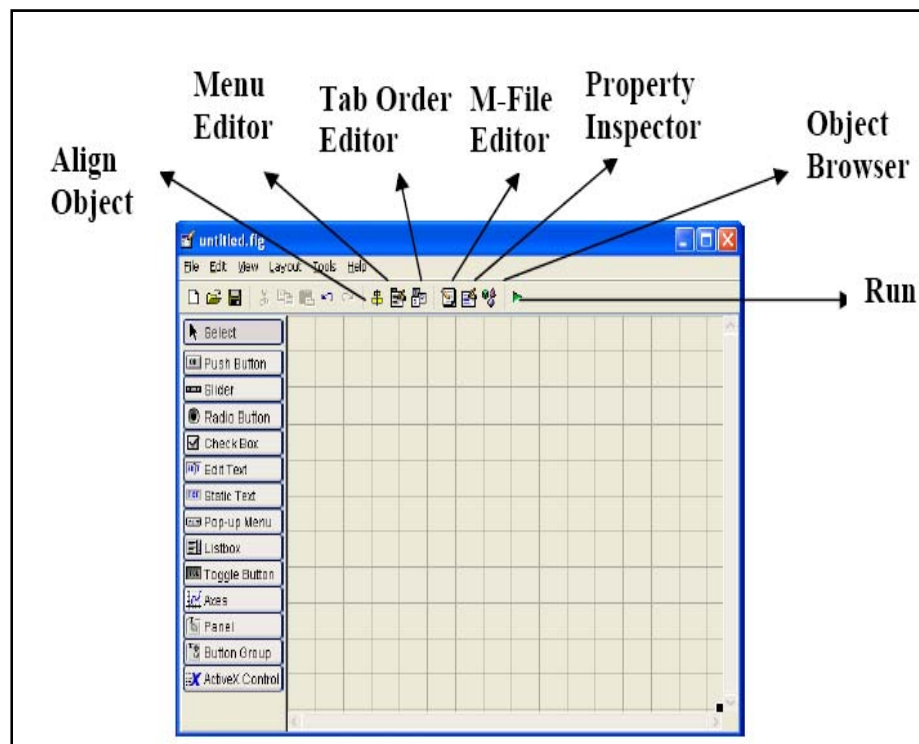 Menu
Editor
Tab Order
Editor
M-File
Editor
Property
Inspector
Object
Browser
Align
Object
untitled.fig
File Edit View Layout Tools Help
Run
Select
Push Button
Slider
Radio Button
Check Box
Edit Text
Static Text
Pop-up Menu
Listbox
Toggle Button
Axes
Panel
Button Group
ActiveX Control